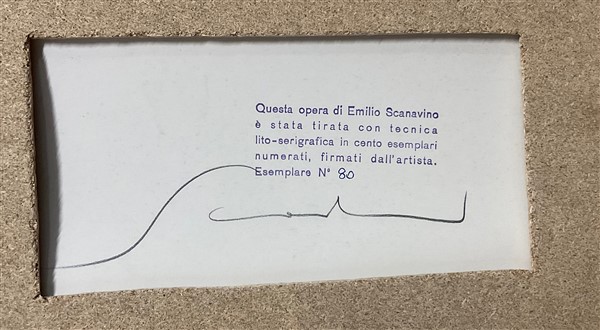 Questa opera di Emilio Scanavino
è stata tirata con tecnica
lito-serigrafica in cento esemplari
numerati, firmati dall'artista.
Esemplare N° 80